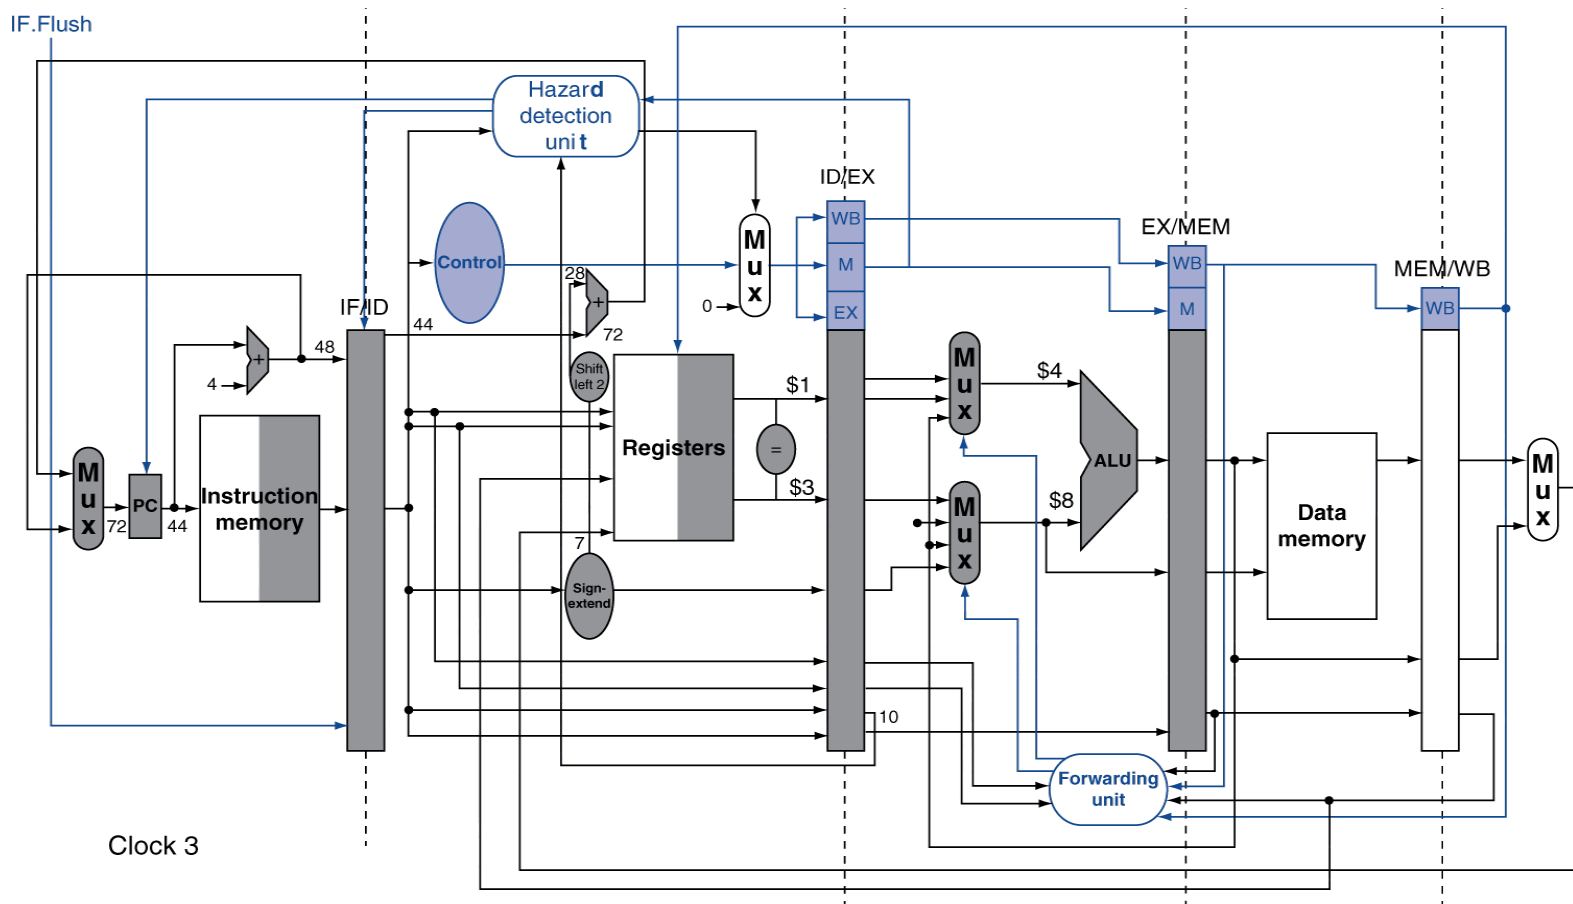 IF.Flush
Hazard
detection
unit
ID/EX
WB
M
EX
EX/MEM
WB
M
MEM/WB
WB
Control
M
u
x
0
28
+
72
IF/ID
44
48
+
4
Shift
left 2
Registers
$1
=
$3
M
u
x
$4
ALU
M
u
x
$8
M
u
x
72
PC
44
Instruction
memory
Data
memory
M
u
x
7
Sign-
extend
10
Forwarding
unit
Clock 3